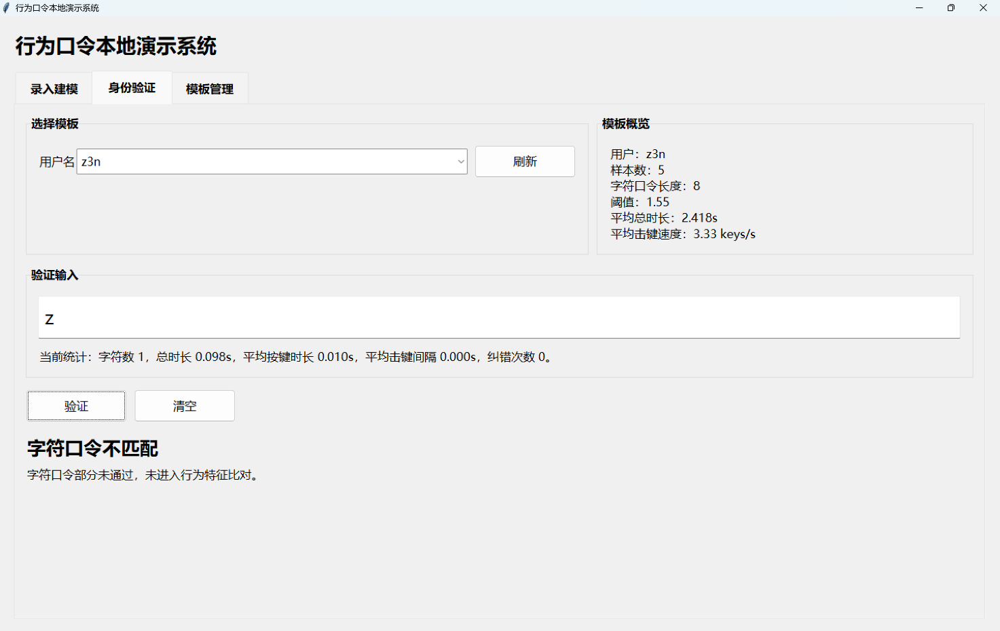 行为口令本地演示系统
行为口令本地演示系统
录入建模 身份验证 模板管理
选择模板
用户名 z3n 刷新
模板概览
用户：z3n
样本数：5
字符口令长度：8
阈值：1.55
平均总时长：2.418s
平均击键速度：3.33 keys/s
验证输入
z
当前统计：字符数 1，总时长 0.098s，平均按键时长 0.010s，平均击键间隔 0.000s，纠错次数 0。
验证 清空
字符口令不匹配
字符口令部分未通过，未进入行为特征比对。